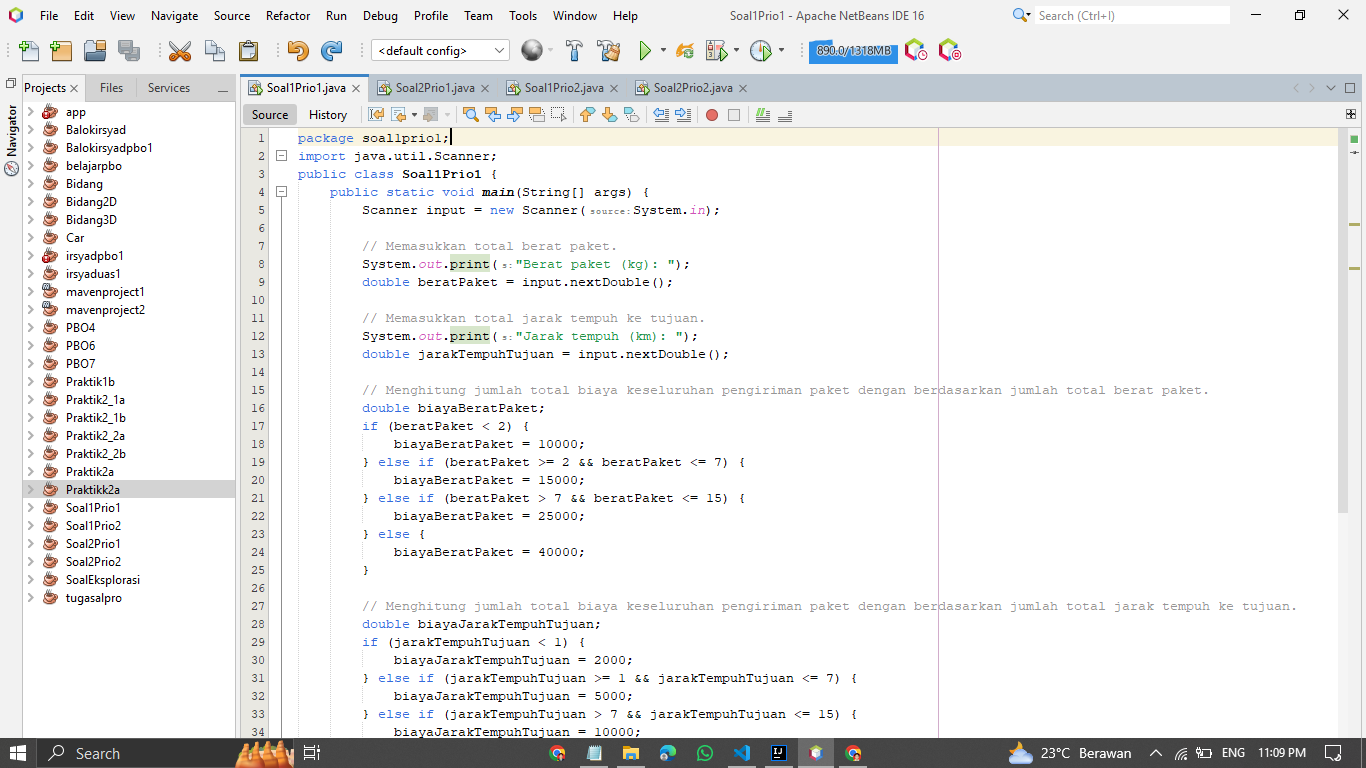 File Edit View Navigate Source Refactor Run Debug Profile Team Tools Window Help
Soal1Prio1 - Apache NetBeans IDE 16
Search (Ctrl+I)
<default config>
890.0/1318MB
Projects Files Services
Navigator
app
Balokirsyad
Balokirsyadpbo1
belajarpbo
Bidang
Bidang2D
Bidang3D
Car
irsyadpbo1
irsyaduas1
mavenproject1
mavenproject2
PBO4
PBO6
PBO7
Praktik1b
Praktik2_1a
Praktik2_1b
Praktik2_2a
Praktik2_2b
Praktik2a
Praktikk2a
Soal1Prio1
Soal1Prio2
Soal2Prio1
Soal2Prio2
SoalEksplorasi
tugasalpro
Soal1Prio1.java Soal2Prio1.java Soal1Prio2.java Soal2Prio2.java
Source History
1 package soal1prio1;
2 import java.util.Scanner;
3 public class Soal1Prio1 {
4 public static void main(String[] args) {
5 Scanner input = new Scanner(source:System.in);
6
7 // Memasukkan total berat paket.
8 System.out.print(s:"Berat paket (kg): ");
9 double beratPaket = input.nextDouble();
10
11 // Memasukkan total jarak tempuh ke tujuan.
12 System.out.print(s:"Jarak tempuh (km): ");
13 double jarakTempuhTujuan = input.nextDouble();
14
15 // Menghitung jumlah total biaya keseluruhan pengiriman paket dengan berdasarkan jumlah total berat paket.
16 double biayaBeratPaket;
17 if (beratPaket < 2) {
18 biayaBeratPaket = 10000;
19 } else if (beratPaket >= 2 && beratPaket <= 7) {
20 biayaBeratPaket = 15000;
21 } else if (beratPaket > 7 && beratPaket <= 15) {
22 biayaBeratPaket = 25000;
23 } else {
24 biayaBeratPaket = 40000;
25 }
26
27 // Menghitung jumlah total biaya keseluruhan pengiriman paket dengan berdasarkan jumlah total jarak tempuh ke tujuan.
28 double biayaJarakTempuhTujuan;
29 if (jarakTempuhTujuan < 1) {
30 biayaJarakTempuhTujuan = 2000;
31 } else if (jarakTempuhTujuan >= 1 && jarakTempuhTujuan <= 7) {
32 biayaJarakTempuhTujuan = 5000;
33 } else if (jarakTempuhTujuan > 7 && jarakTempuhTujuan <= 15) {
34 biayaJarakTempuhTujuan = 10000;
Search
23°C Berawan
ENG
11:09 PM